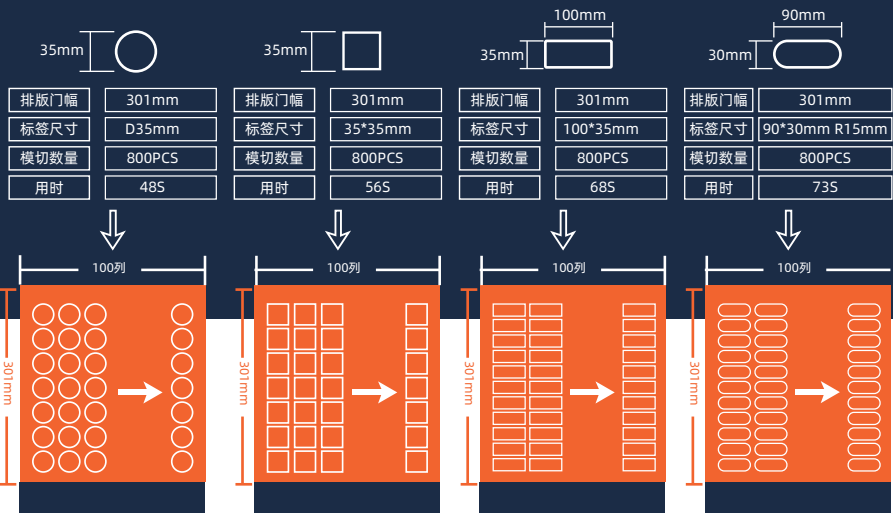 35mm
35mm
100mm
35mm
90mm
30mm
排版门幅 301mm
标签尺寸 D35mm
模切数量 800PCS
用时 48S
排版门幅 301mm
标签尺寸 35*35mm
模切数量 800PCS
用时 56S
排版门幅 301mm
标签尺寸 100*35mm
模切数量 800PCS
用时 68S
排版门幅 301mm
标签尺寸 90*30mm R15mm
模切数量 800PCS
用时 73S
100列
100列
100列
100列
301mm
301mm
301mm
301mm